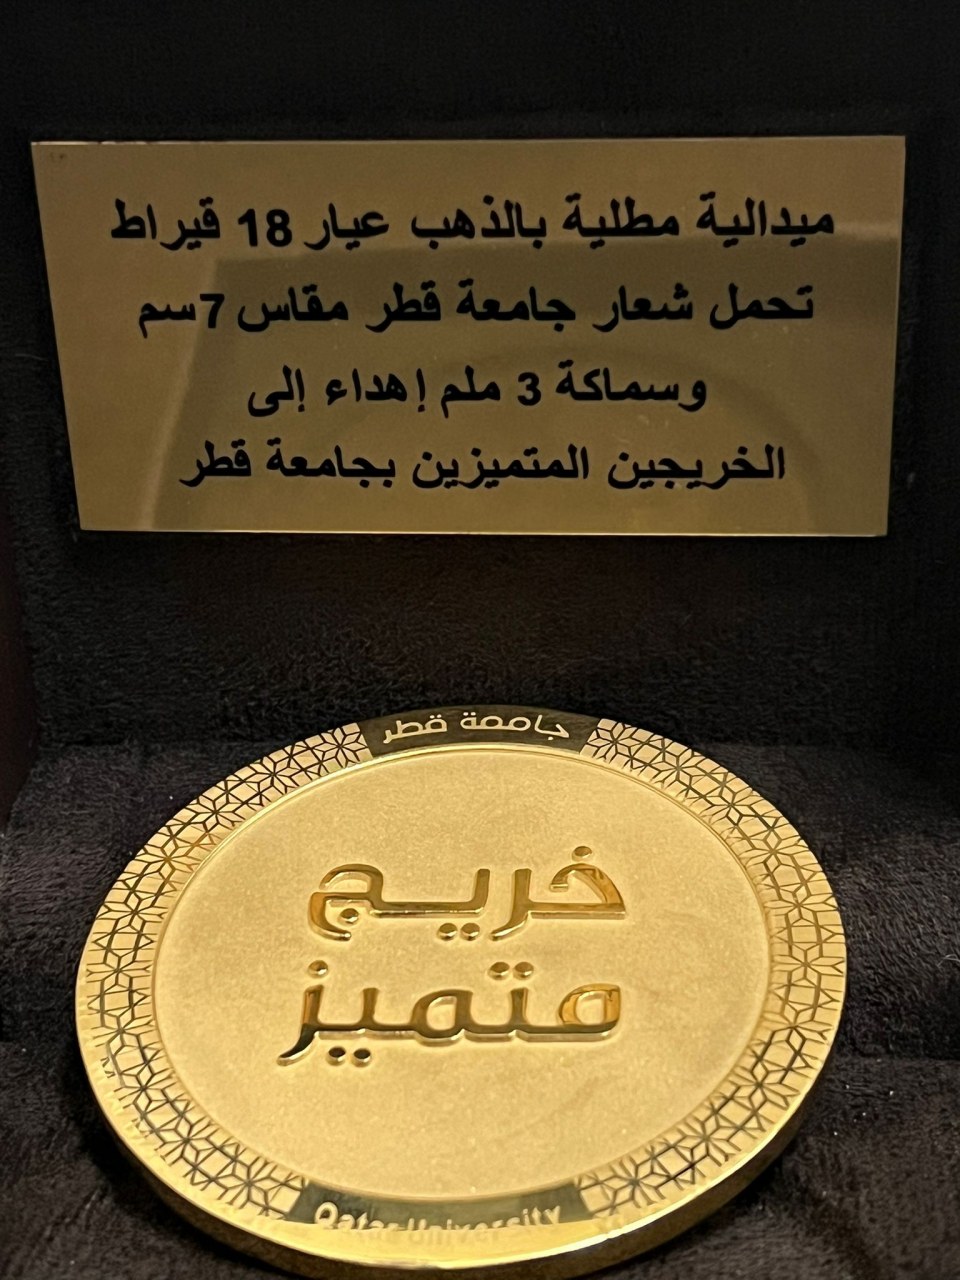 ميدالية مطلية بالذهب عيار 18 قيراط
تحمل شعار جامعة قطر مقاس 7سم
وسماكة 3 ملم إهداء إلى
الخريجين المتميزين بجامعة قطر
جامعة قطر
خريج
متميز
Qatar University